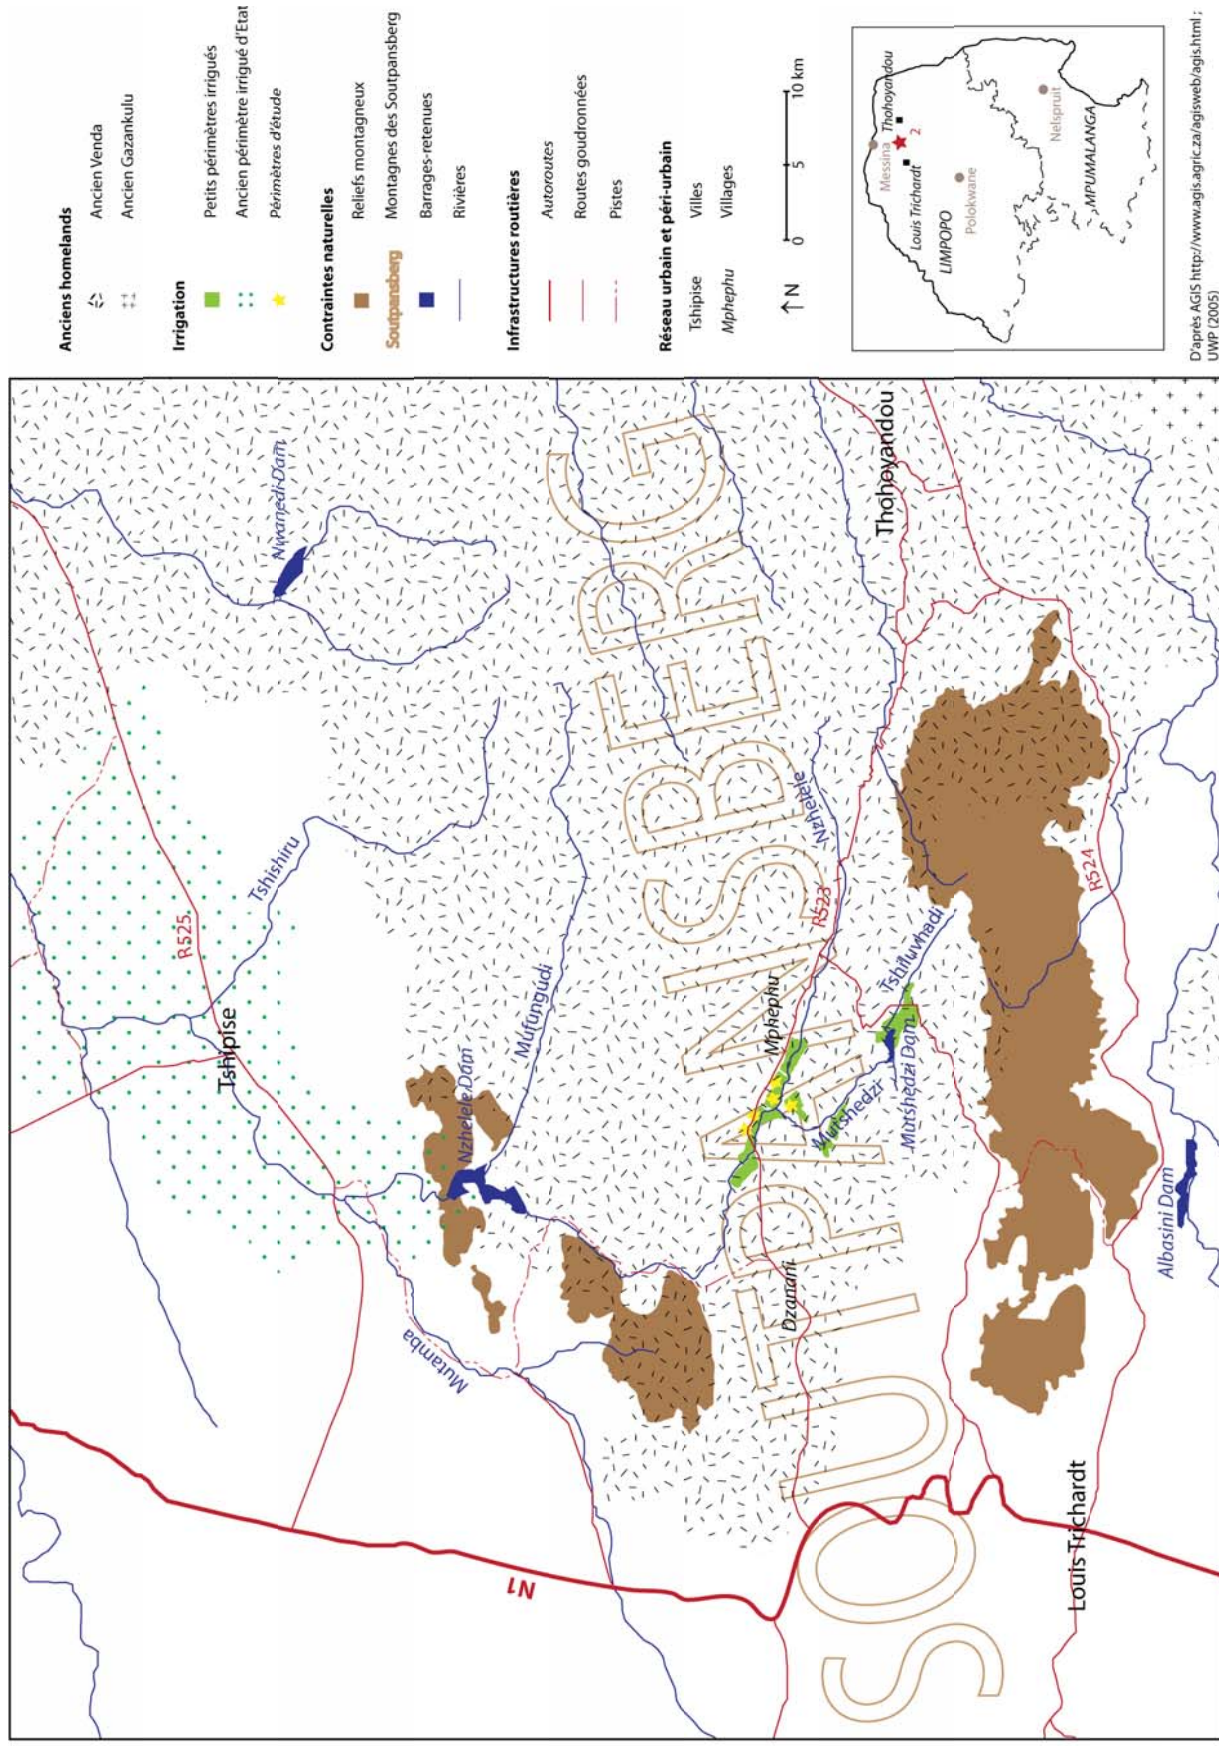 Anciens homelands
Ancien Venda
Ancien Gazankulu
Irrigation
Petits périmètres irrigués
Ancien périmètre irrigué d'Etat
Périmètres d'étude
Contraintes naturelles
Reliefs montagneux
Soutpansberg
Montagnes des Soutpansberg
Barrages-retenues
Rivières
Infrastructures routières
Autoroutes
Routes goudronnées
Pistes
Réseau urbain et péri-urbain
Tshipise
Villes
Mphephu
Villages
N
0
5
10 km
Messina
Louis Trichardt
Thohoyandou
2
LIMPOPO
Polokwane
Nelspruit
MPUMALANGA
D'après AGIS http://www.agis.agric.za/agisweb/agis.html ;
UWP (2005)
SOUTPANSBERG
N1
R525
Tshipise
Tshishiru
Nwanedi Dam
Nzhelele Dam
Mufungudi
Mutamba
Nzhelele
R523
Mphephu
Dzanani
Mutshedzi
Mutshedzi Dam
Tshiluvhadi
Thohoyandou
R524
Albasini Dam
Louis Trichardt